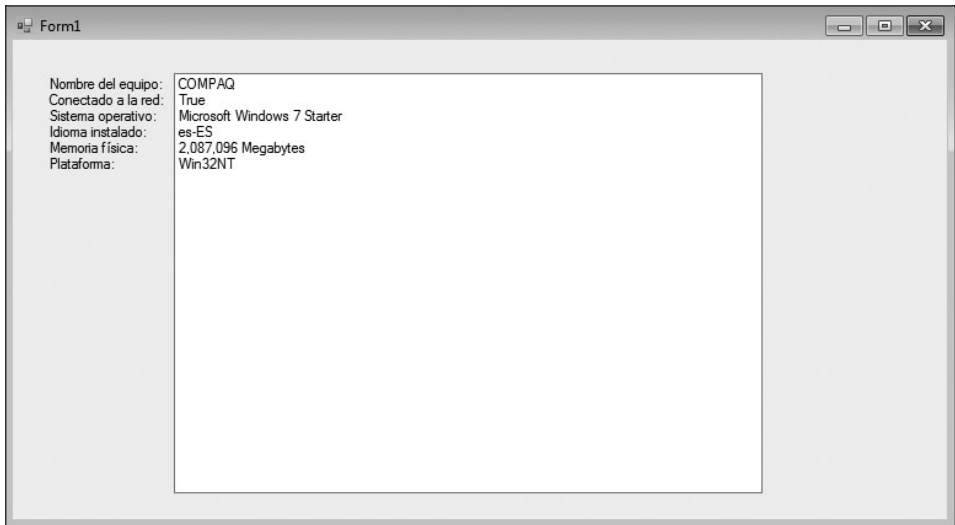 Form1
Nombre del equipo: COMPAQ
Conectado a la red: True
Sistema operativo: Microsoft Windows 7 Starter
Idioma instalado: es-ES
Memoria física: 2,087,096 Megabytes
Plataforma: Win32NT